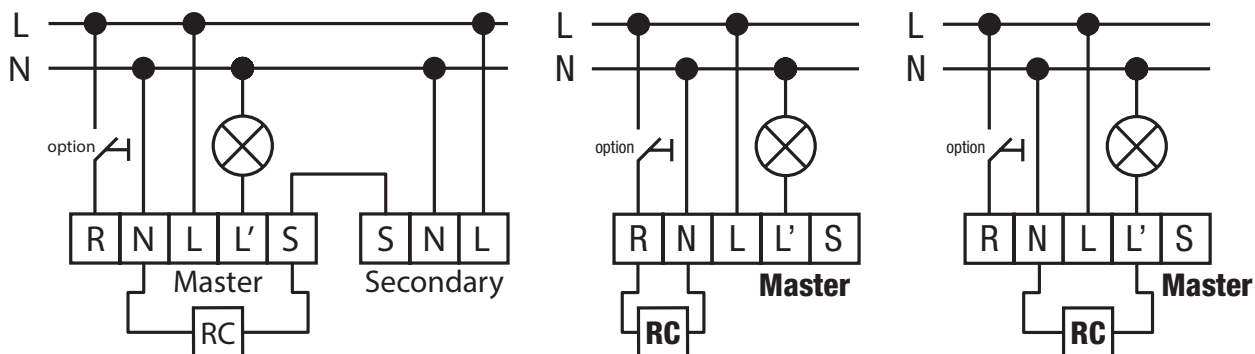 L
N
option
R N L L' S
S N L
Master
Secondary
RC
L
N
option
R N L L' S
Master
RC
L
N
option
R N L L' S
Master
RC